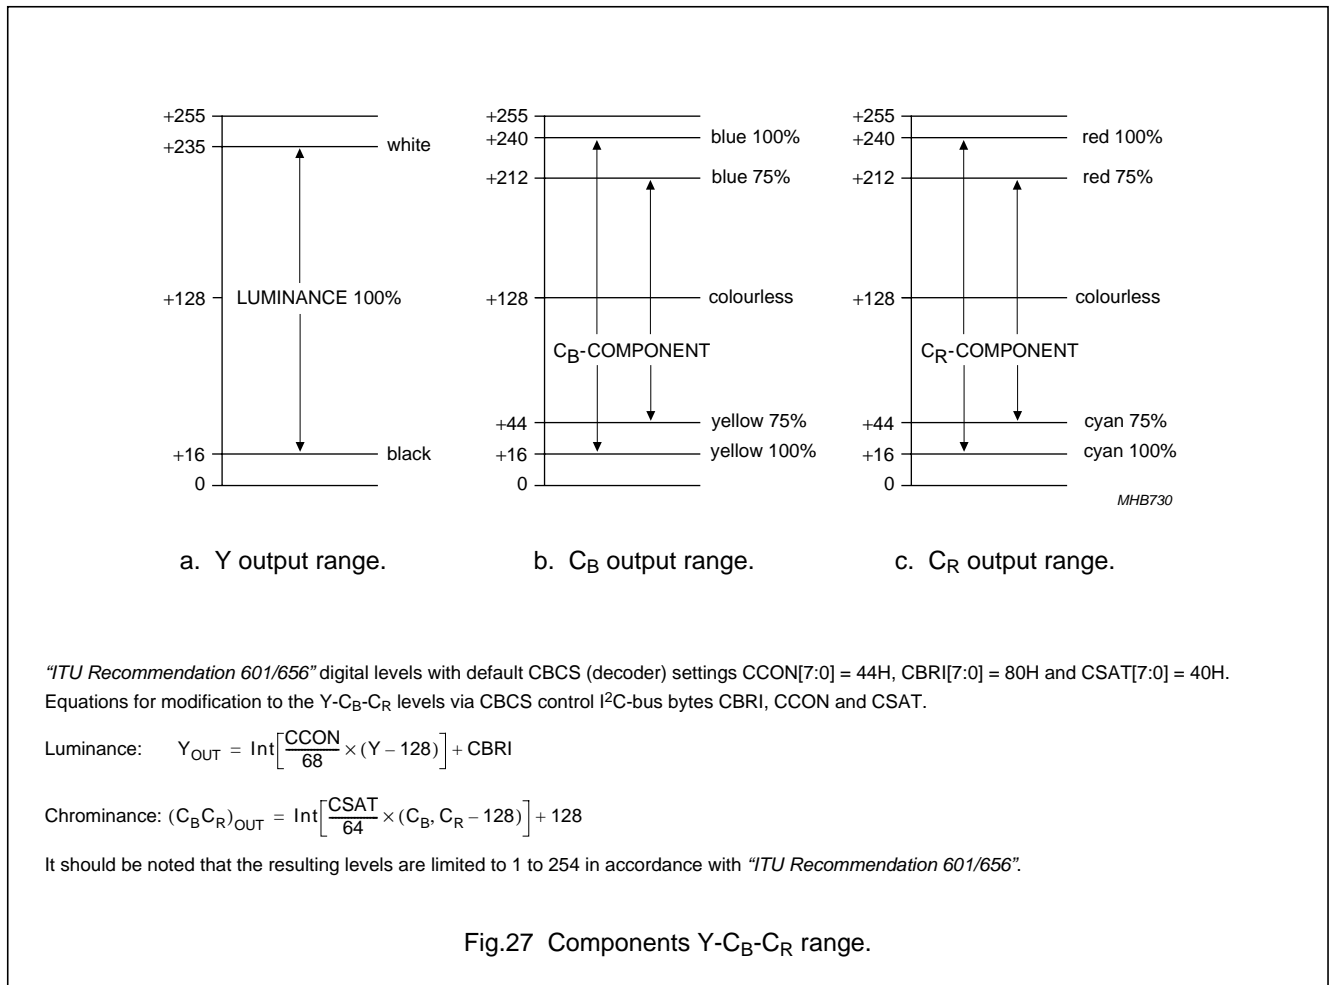 +255
+235
white
+128
LUMINANCE 100%
+16
black
0
+255
+240
blue 100%
+212
blue 75%
+128
colourless
CB-COMPONENT
+44
yellow 75%
+16
yellow 100%
0
+255
+240
red 100%
+212
red 75%
+128
colourless
CR-COMPONENT
+44
cyan 75%
+16
cyan 100%
0
MHB730
a. Y output range.
b. CB output range.
c. CR output range.
“ITU Recommendation 601/656” digital levels with default CBCS (decoder) settings CCON[7:0] = 44H, CBRI[7:0] = 80H and CSAT[7:0] = 40H.
Equations for modification to the Y-CB-CR levels via CBCS control I²C-bus bytes CBRI, CCON and CSAT.
Luminance: YOUT = Int[CCON/68 × (Y – 128)] + CBRI
Chrominance: (CBCR)OUT = Int[CSAT/64 × (CB, CR – 128)] + 128
It should be noted that the resulting levels are limited to 1 to 254 in accordance with “ITU Recommendation 601/656”.
Fig.27 Components Y-CB-CR range.